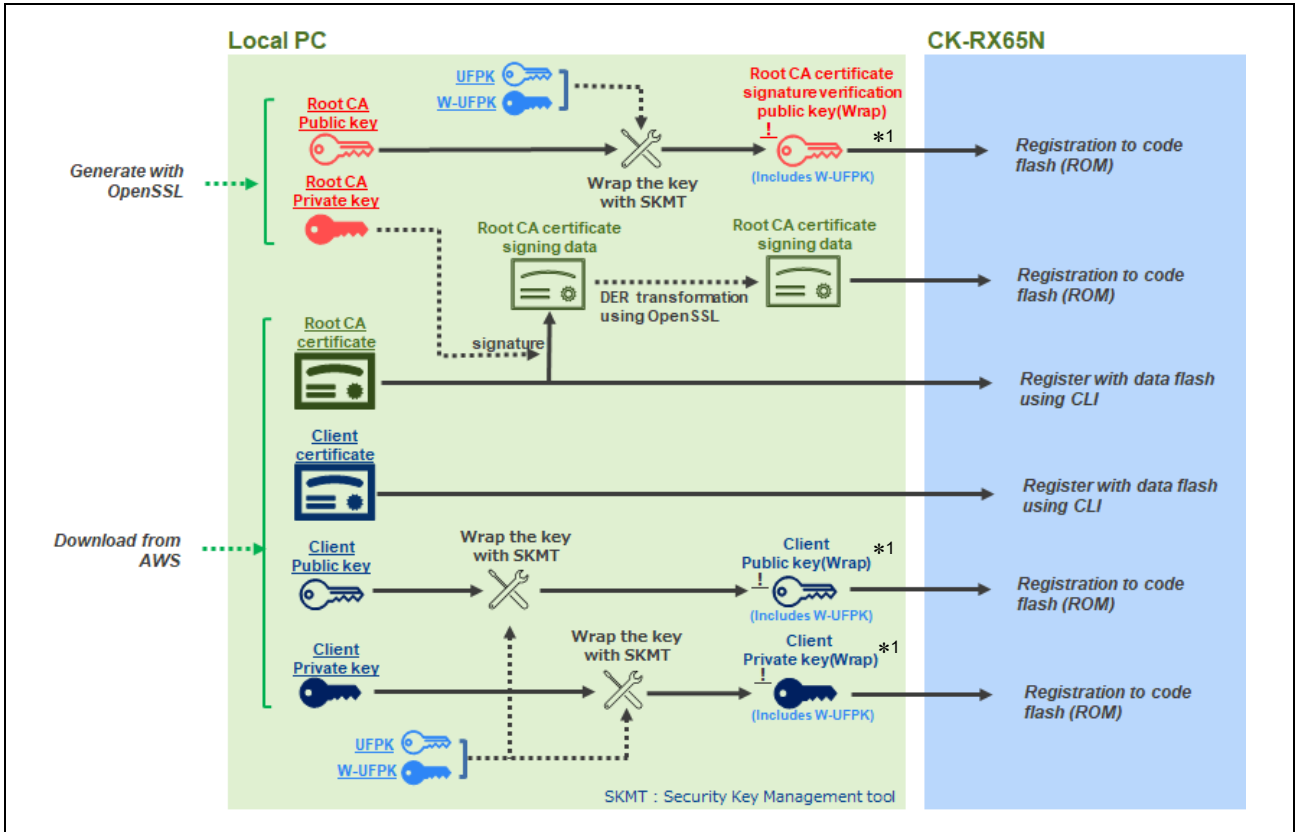 Local PC
CK-RX65N
UFPK
W-UFPK
Root CA certificate
signature verification
public key(Wrap)
!
*1
(Includes W-UFPK)
Root CA
Public key
Wrap the key
with SKMT
Registration to code
flash (ROM)
Generate with
OpenSSL
Root CA
Private key
Root CA certificate
signing data
Root CA certificate
signing data
DER transformation
using OpenSSL
Registration to code
flash (ROM)
Root CA
certificate
signature
Register with data flash
using CLI
Client
certificate
Register with data flash
using CLI
Download from
AWS
Client
Public key
Wrap the key
with SKMT
Client
Public key(Wrap)
*1
!
(Includes W-UFPK)
Registration to code
flash (ROM)
Client
Private key
Wrap the key
with SKMT
Client
Private key(Wrap)
*1
!
(Includes W-UFPK)
Registration to code
flash (ROM)
UFPK
W-UFPK
SKMT : Security Key Management tool